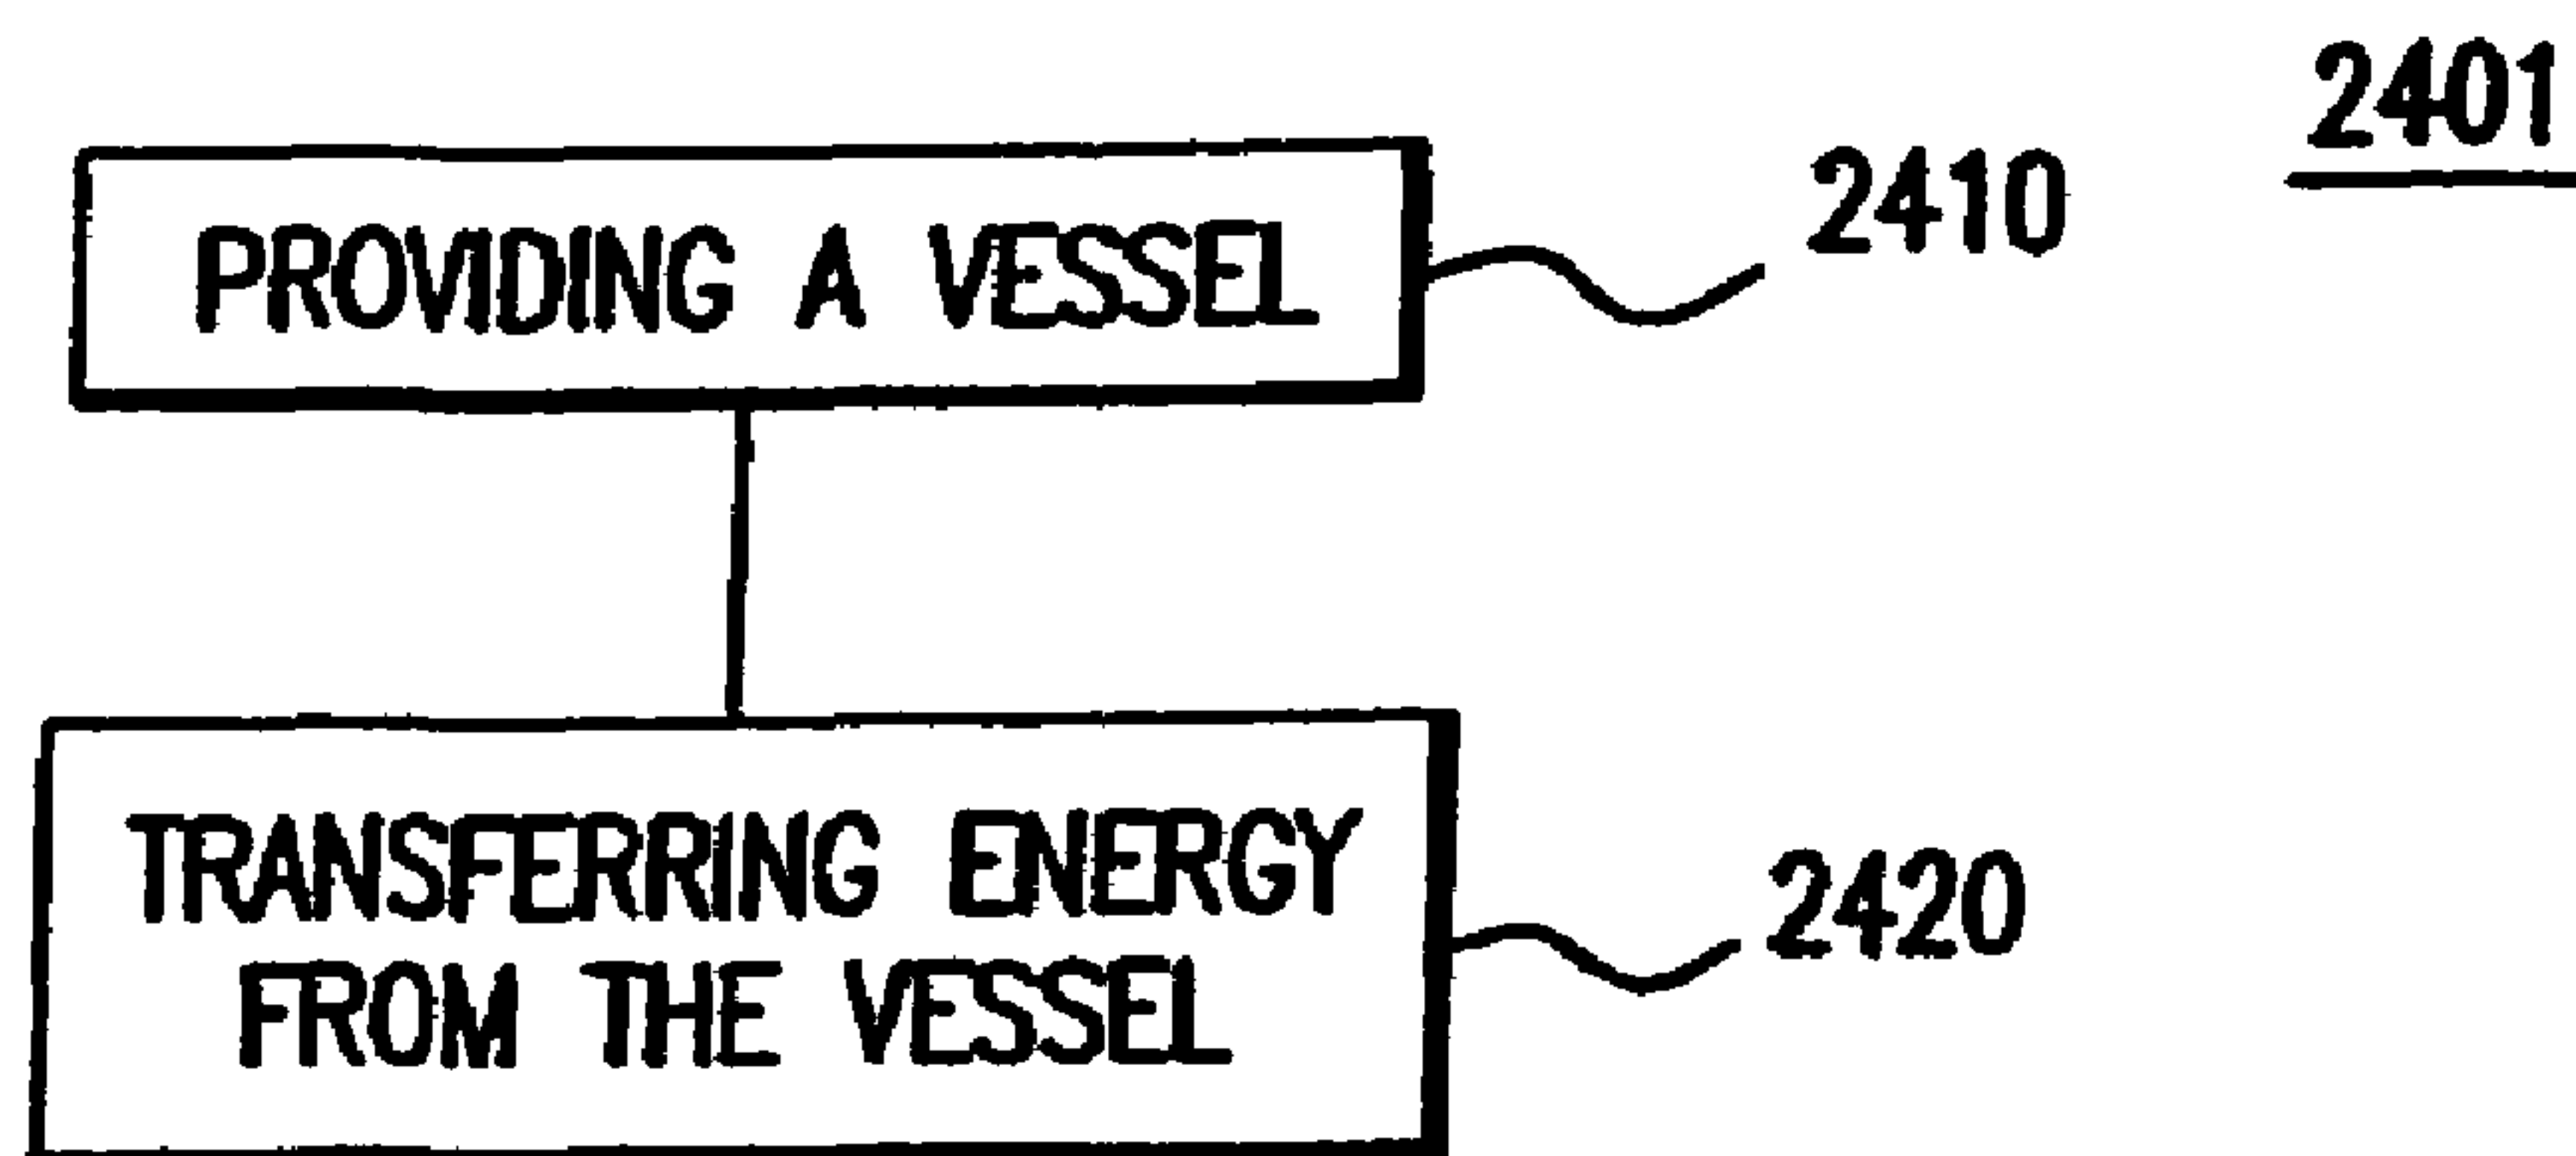 2401
PROVIDING A VESSEL
2410
TRANSFERRING ENERGY
FROM THE VESSEL
2420